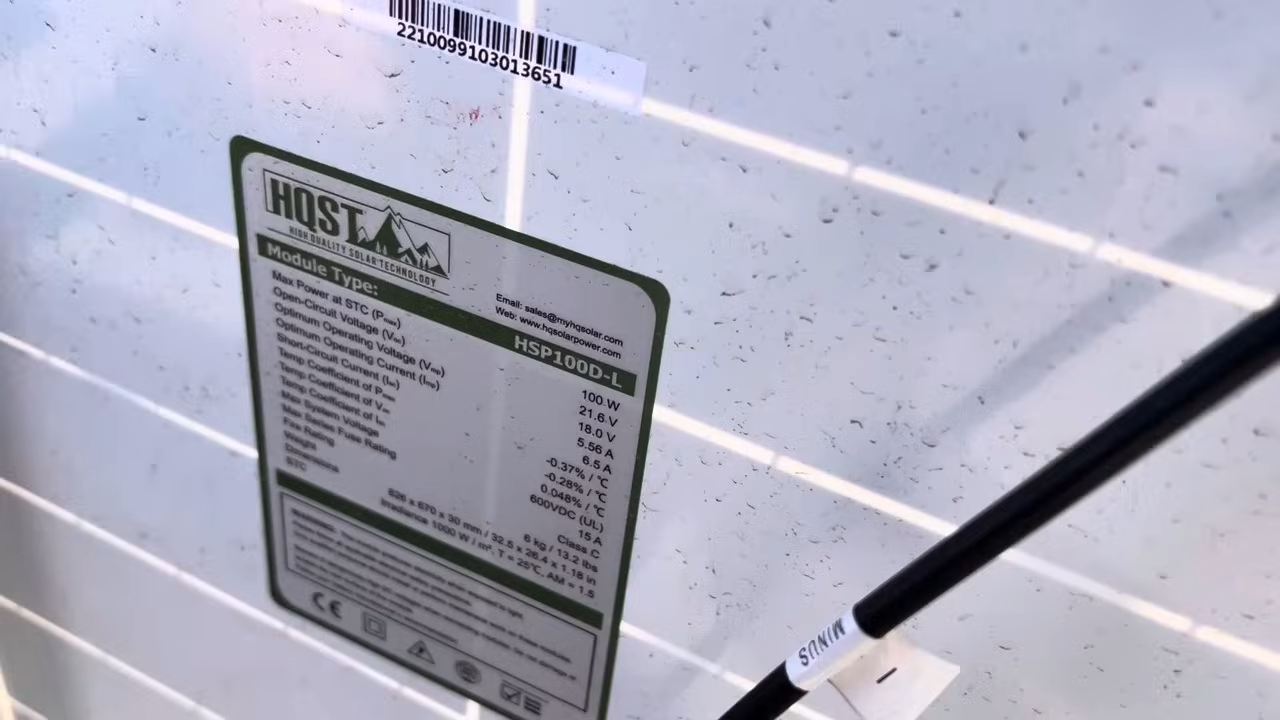 2210099103013651
HQST
HIGH QUALITY SOLAR TECHNOLOGY
Email: sales@myhqsolar.com
Web: www.hqsolarpower.com
Module Type: HSP100D-L
Max Power at STC (Pmax) 100 W
Open-Circuit Voltage (Voc) 21.6 V
Optimum Operating Voltage (Vmp) 18.0 V
Optimum Operating Current (Imp) 5.56 A
Short-Circuit Current (Isc) 6.5 A
Temp Coefficient of Pmax -0.37% / ℃
Temp Coefficient of Voc -0.28% / ℃
Temp Coefficient of Isc 0.048% / ℃
Max System Voltage 600VDC (UL)
Max Series Fuse Rating 15 A
Fire Rating Class C
Weight 6 kg / 13.2 lbs
Dimensions 826 x 670 x 30 mm / 32.5 x 26.4 x 1.18 in
STC Irradiance 1000 W / m², T = 25℃, AM = 1.5
WARNING:
CE
MINUS
-